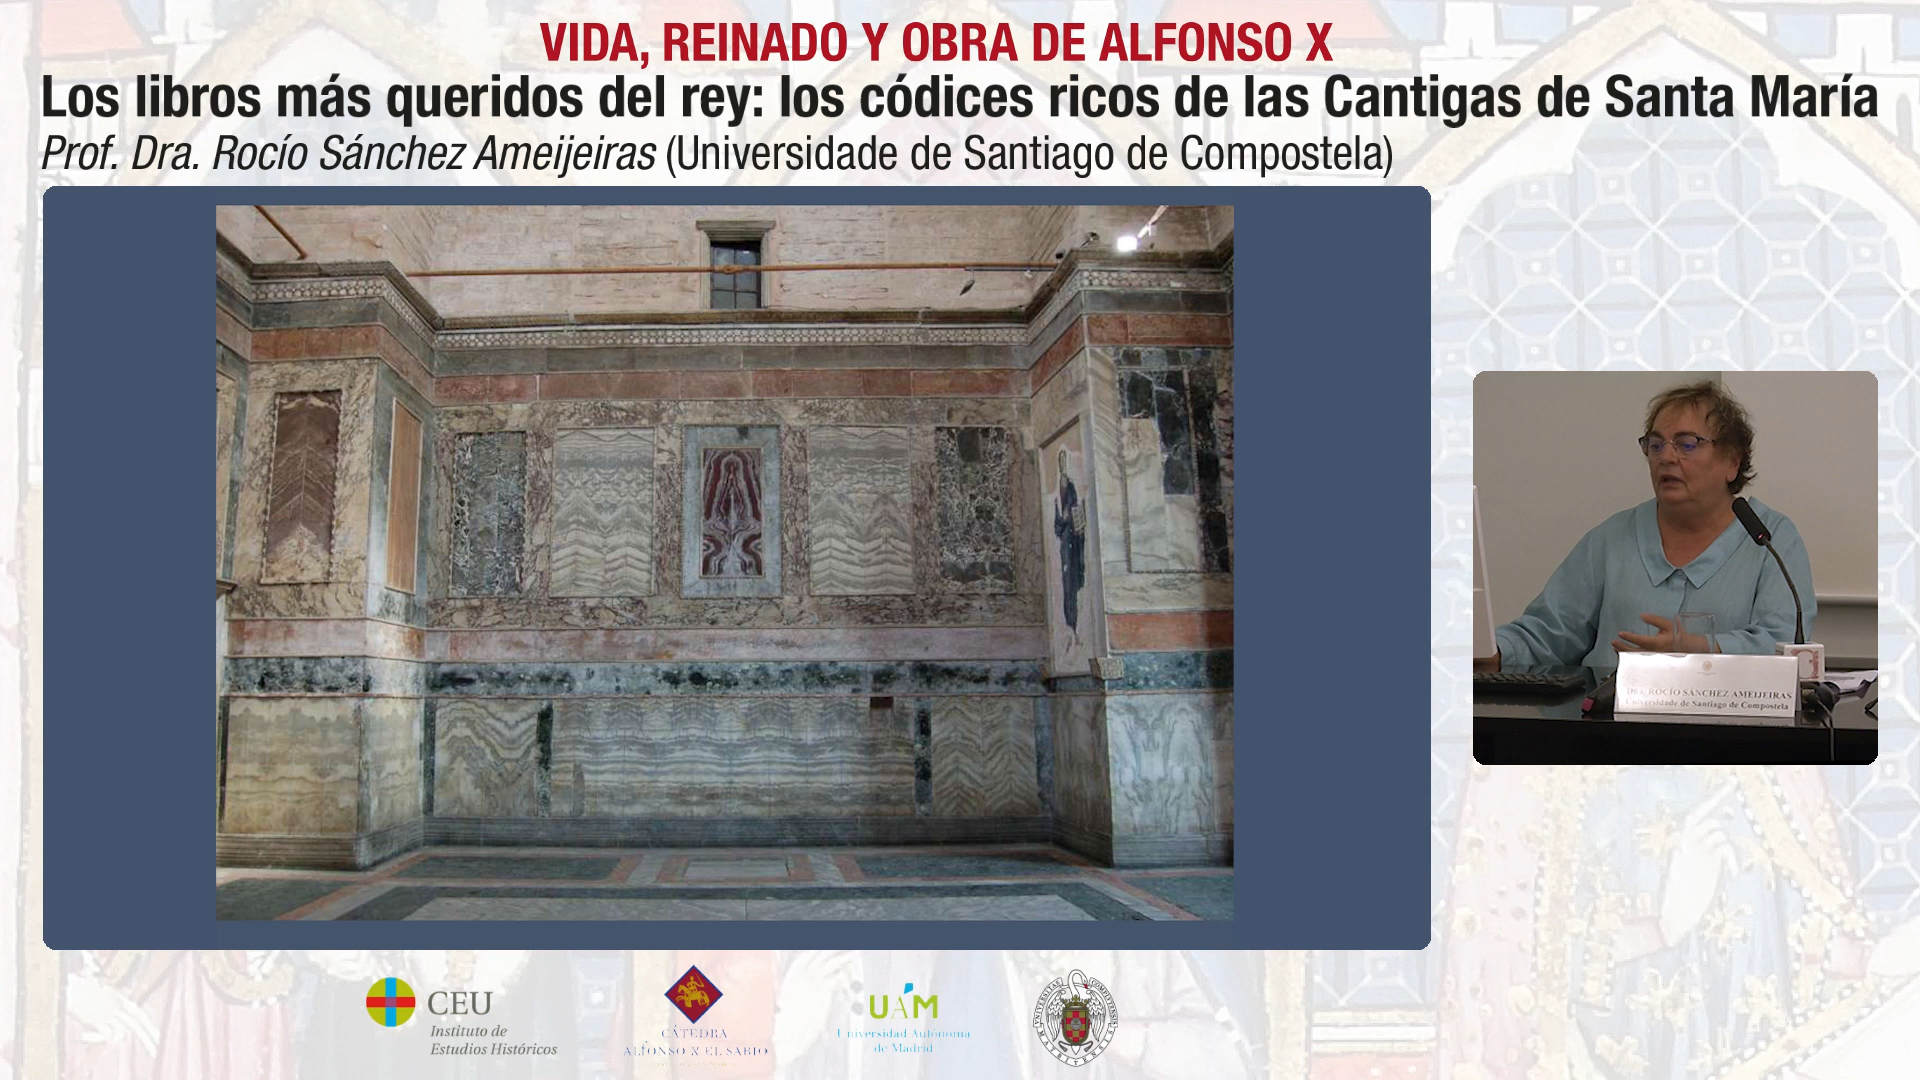 VIDA, REINADO Y OBRA DE ALFONSO X
Los libros más queridos del rey: los códices ricos de las Cantigas de Santa María
Prof. Dra. Rocío Sánchez Ameijeiras (Universidade de Santiago de Compostela)
Dra. ROCÍO SÁNCHEZ AMEIJEIRAS
Universidade de Santiago de Compostela
CEU
Instituto de
Estudios Históricos
CÁTEDRA
ALFONSO X EL SABIO
UAM
Universidad Autónoma
de Madrid